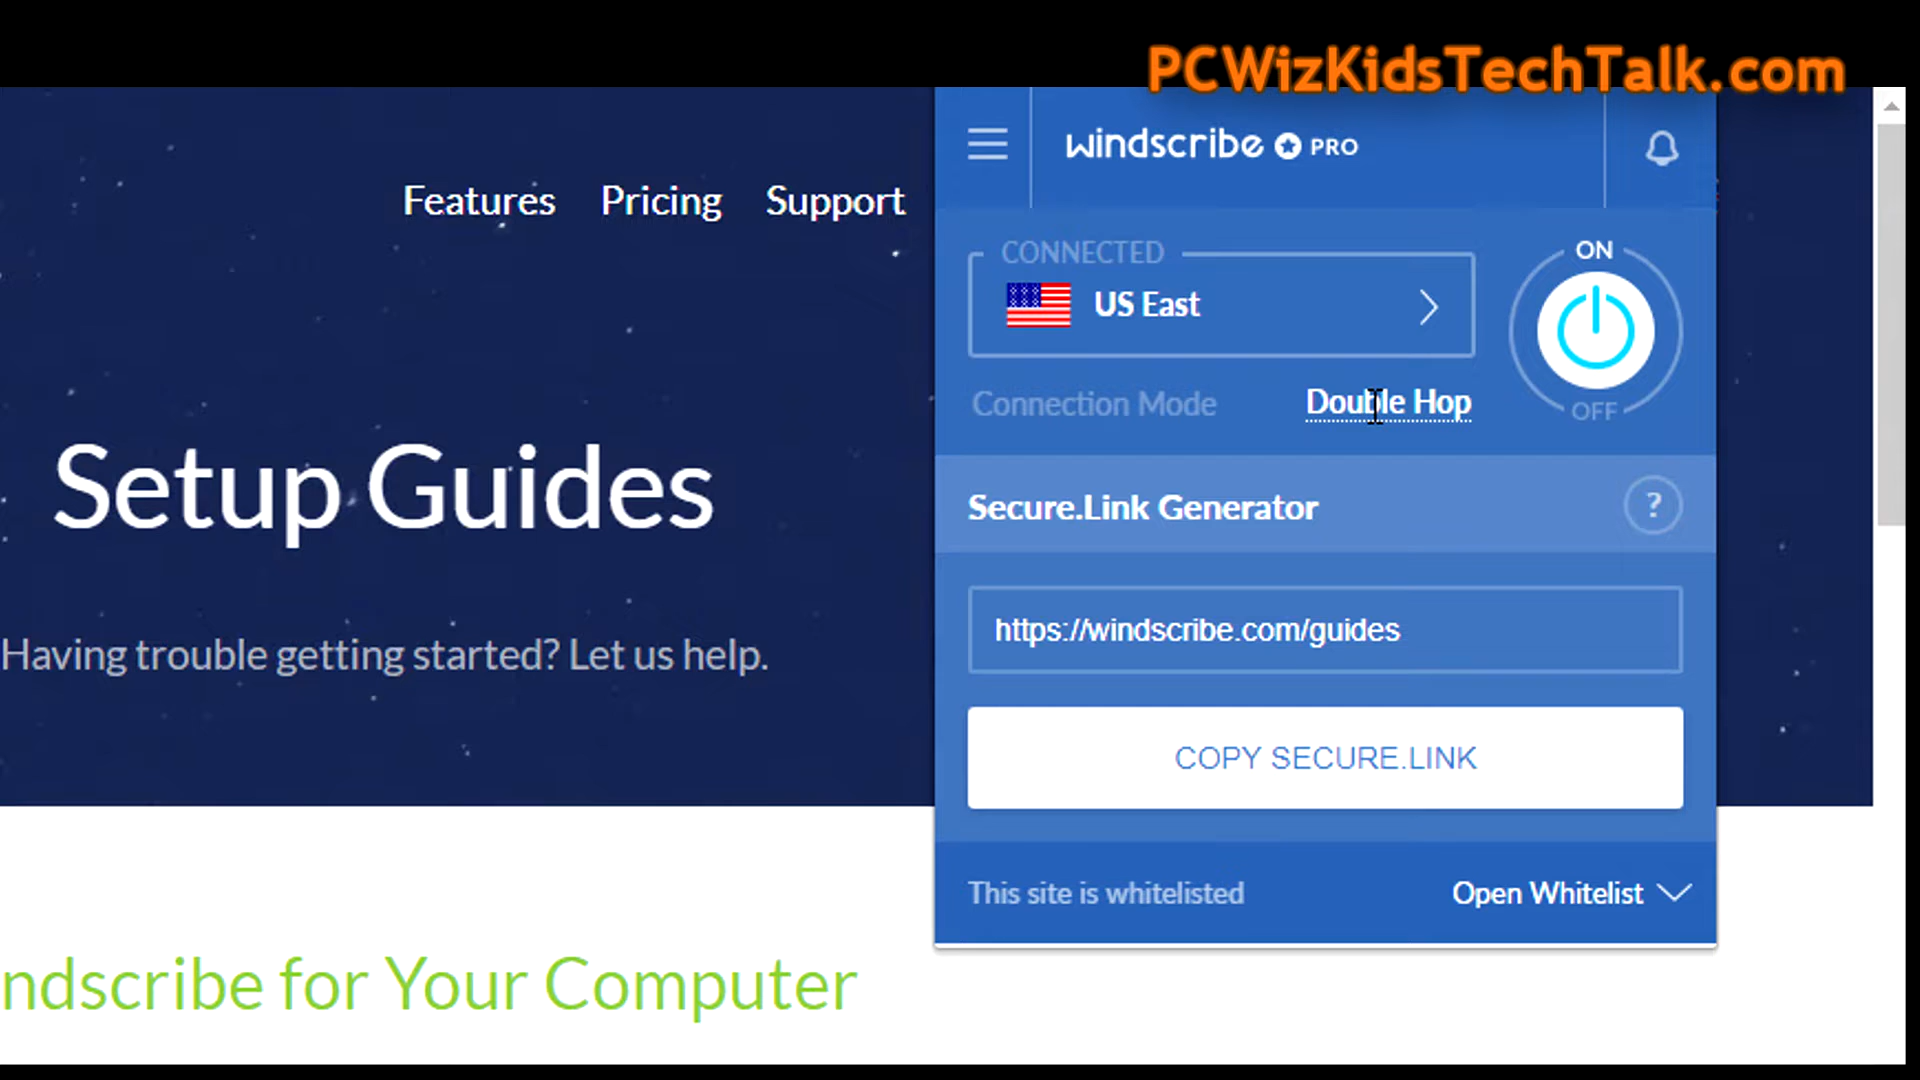 PCWizKidsTechTalk.com
windscribe PRO
Features Pricing Support
CONNECTED
US East
ON
OFF
Connection Mode Double Hop
Setup Guides
Having trouble getting started? Let us help.
Secure.Link Generator ?
https://windscribe.com/guides
COPY SECURE.LINK
This site is whitelisted Open Whitelist
ndscribe for Your Computer